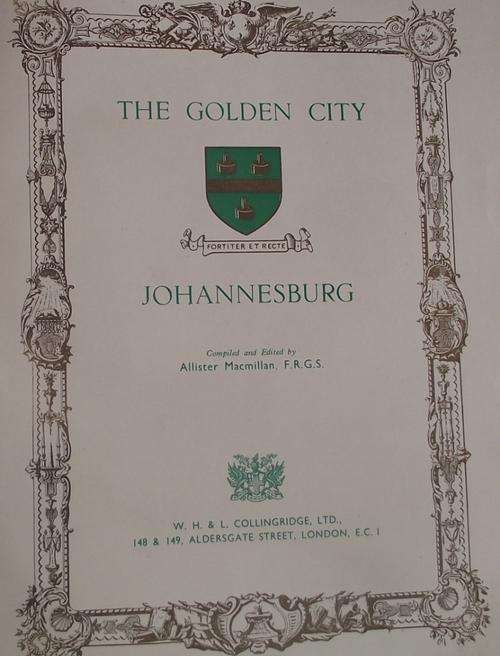 THE GOLDEN CITY
FORTITER ET RECTE
JOHANNESBURG
Compiled and Edited by
Allister Macmillan, F.R.G.S.
W. H. & L. COLLINGRIDGE, LTD.,
148 & 149, ALDERSGATE STREET, LONDON, E.C. 1